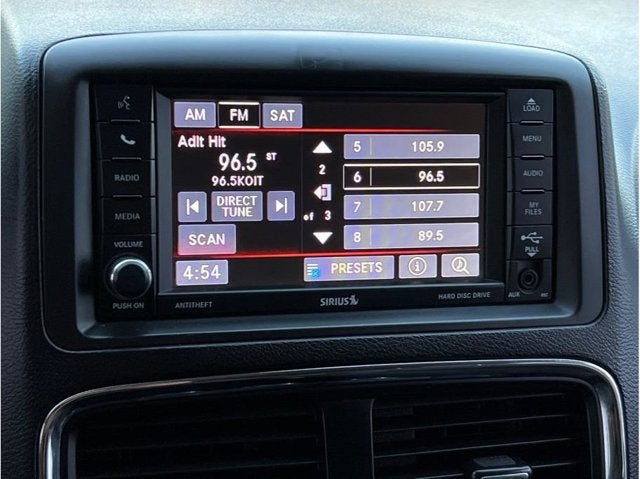 AM FM SAT
Adlt Hit
96.5 ST
96.5KOIT
DIRECT
TUNE
SCAN
4:54
2
of 3
5 105.9
6 96.5
7 107.7
8 89.5
PRESETS
RADIO
MEDIA
VOLUME
PUSH ON
ANTITHEFT
SIRIUS
HARD DISC DRIVE
LOAD
MENU
AUDIO
MY
FILES
PULL
AUX